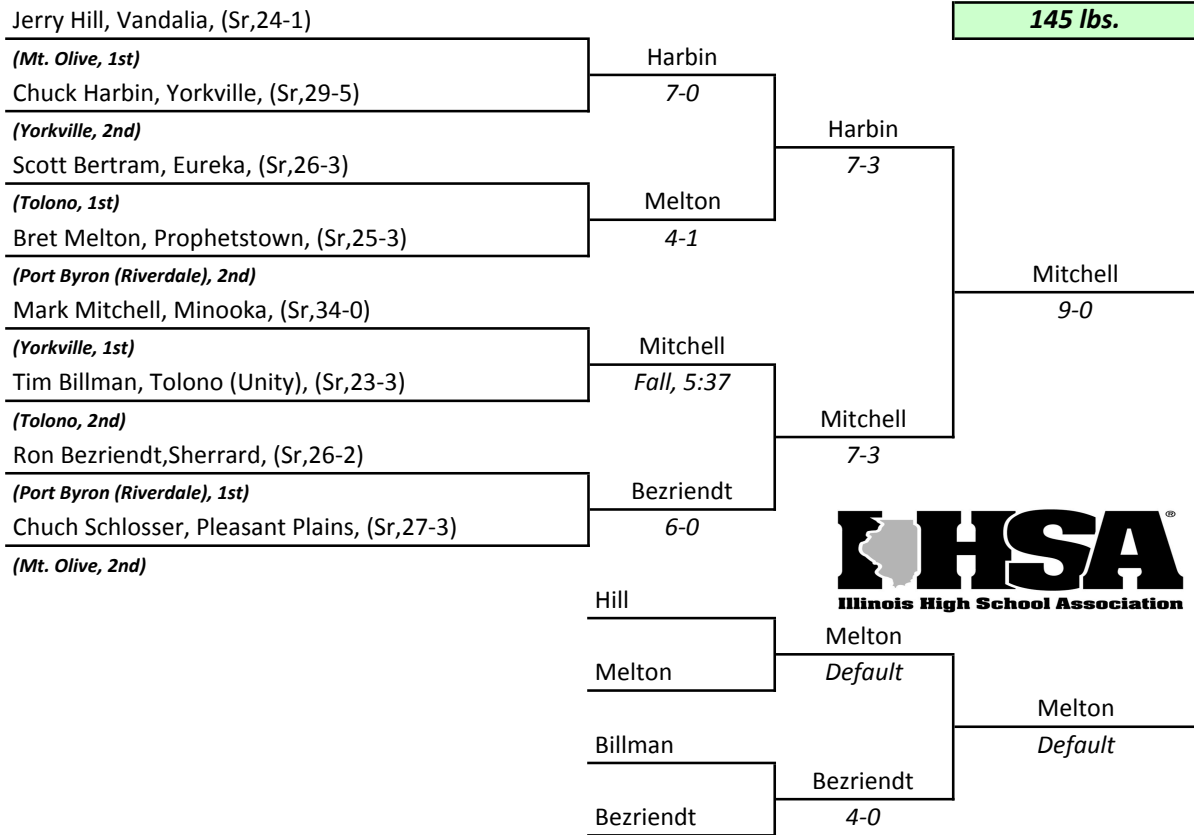 Jerry Hill, Vandalia, (Sr,24-1)
145 lbs.
(Mt. Olive, 1st)
Harbin
Chuck Harbin, Yorkville, (Sr,29-5)
7-0
(Yorkville, 2nd)
Harbin
Scott Bertram, Eureka, (Sr,26-3)
7-3
(Tolono, 1st)
Melton
Bret Melton, Prophetstown, (Sr,25-3)
4-1
(Port Byron (Riverdale), 2nd)
Mitchell
Mark Mitchell, Minooka, (Sr,34-0)
9-0
(Yorkville, 1st)
Mitchell
Tim Billman, Tolono (Unity), (Sr,23-3)
Fall, 5:37
(Tolono, 2nd)
Mitchell
Ron Bezriendt,Sherrard, (Sr,26-2)
7-3
(Port Byron (Riverdale), 1st)
Bezriendt
Chuch Schlosser, Pleasant Plains, (Sr,27-3)
6-0
(Mt. Olive, 2nd)
IHSA®
Illinois High School Association
Hill
Melton
Melton
Default
Melton
Billman
Default
Bezriendt
Bezriendt
4-0